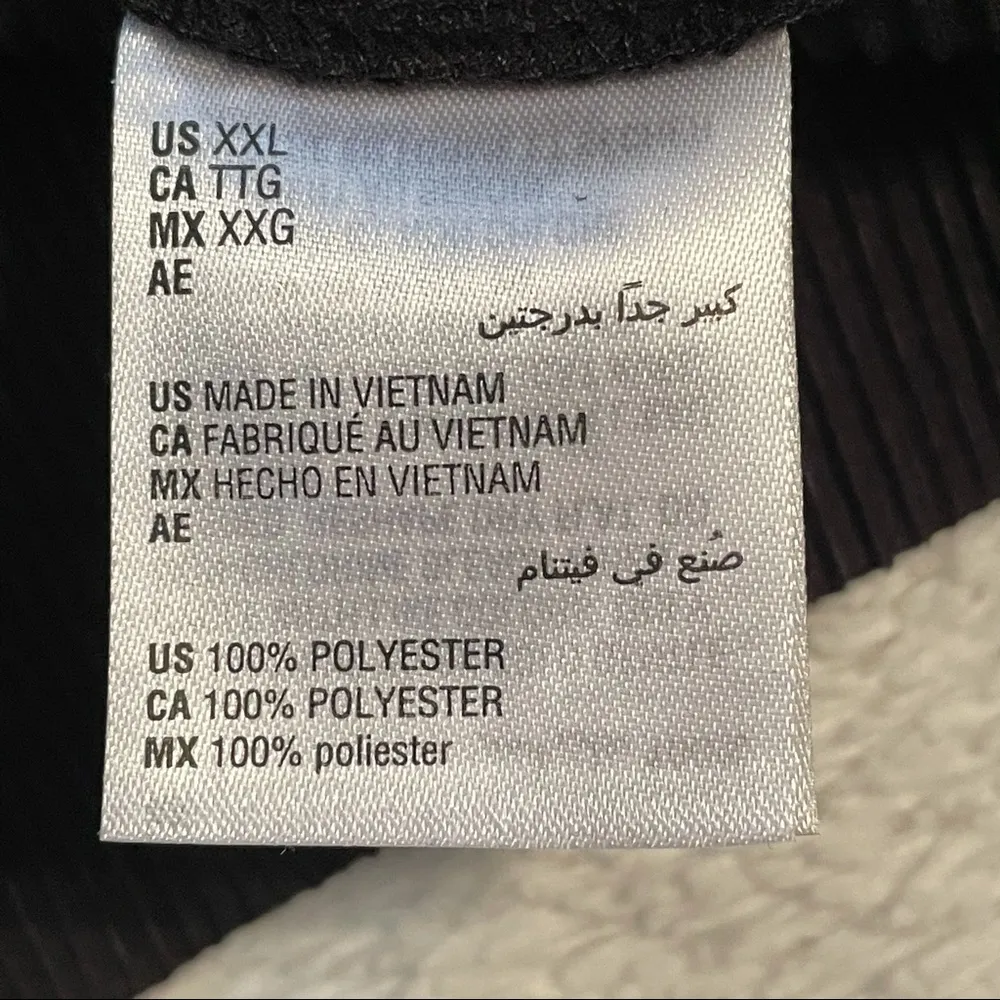 US XXL
CA TTG
MX XXG
AE
كبير جدًا بدرجتين
US MADE IN VIETNAM
CA FABRIQUÉ AU VIETNAM
MX HECHO EN VIETNAM
AE
صُنع في فيتنام
US 100% POLYESTER
CA 100% POLYESTER
MX 100% poliester